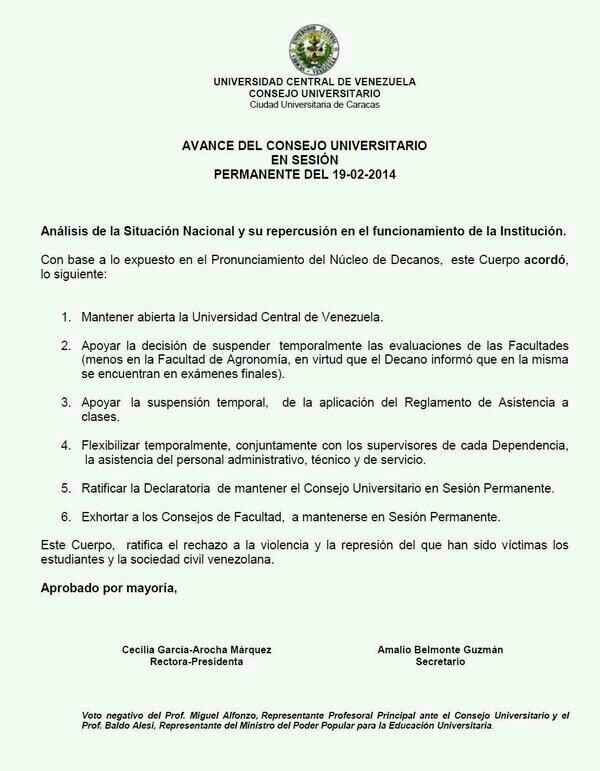 UNIVERSIDAD CENTRAL DE VENEZUELA
CONSEJO UNIVERSITARIO
Ciudad Universitaria de Caracas
AVANCE DEL CONSEJO UNIVERSITARIO
EN SESIÓN
PERMANENTE DEL 19-02-2014
Análisis de la Situación Nacional y su repercusión en el funcionamiento de la Institución.
Con base a lo expuesto en el Pronunciamiento del Núcleo de Decanos, este Cuerpo acordó,
lo siguiente:
1. Mantener abierta la Universidad Central de Venezuela.
2. Apoyar la decisión de suspender temporalmente las evaluaciones de las Facultades
(menos en la Facultad de Agronomía, en virtud que el Decano informó que en la misma
se encuentran en exámenes finales).
3. Apoyar la suspensión temporal, de la aplicación del Reglamento de Asistencia a
clases.
4. Flexibilizar temporalmente, conjuntamente con los supervisores de cada Dependencia,
la asistencia del personal administrativo, técnico y de servicio.
5. Ratificar la Declaratoria de mantener el Consejo Universitario en Sesión Permanente.
6. Exhortar a los Consejos de Facultad, a mantenerse en Sesión Permanente.
Este Cuerpo, ratifica el rechazo a la violencia y la represión del que han sido víctimas los
estudiantes y la sociedad civil venezolana.
Aprobado por mayoría,
Cecilia García-Arocha Márquez
Rectora-Presidenta
Amalio Belmonte Guzmán
Secretario
Voto negativo del Prof. Miguel Alfonzo, Representante Profesoral Principal ante el Consejo Universitario y el
Prof. Baldo Alesi, Representante del Ministro del Poder Popular para la Educación Universitaria.